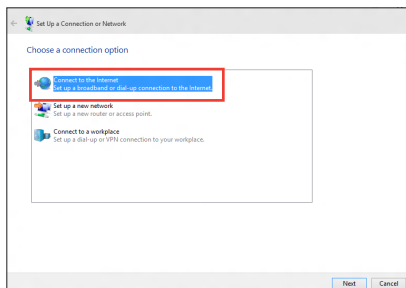 Set Up a Connection or Network
Choose a connection option
Connect to the Internet
Set up a broadband or dial-up connection to the Internet.
Set up a new network
Set up a new router or access point.
Connect to a workplace
Set up a dial-up or VPN connection to your workplace.
Next Cancel